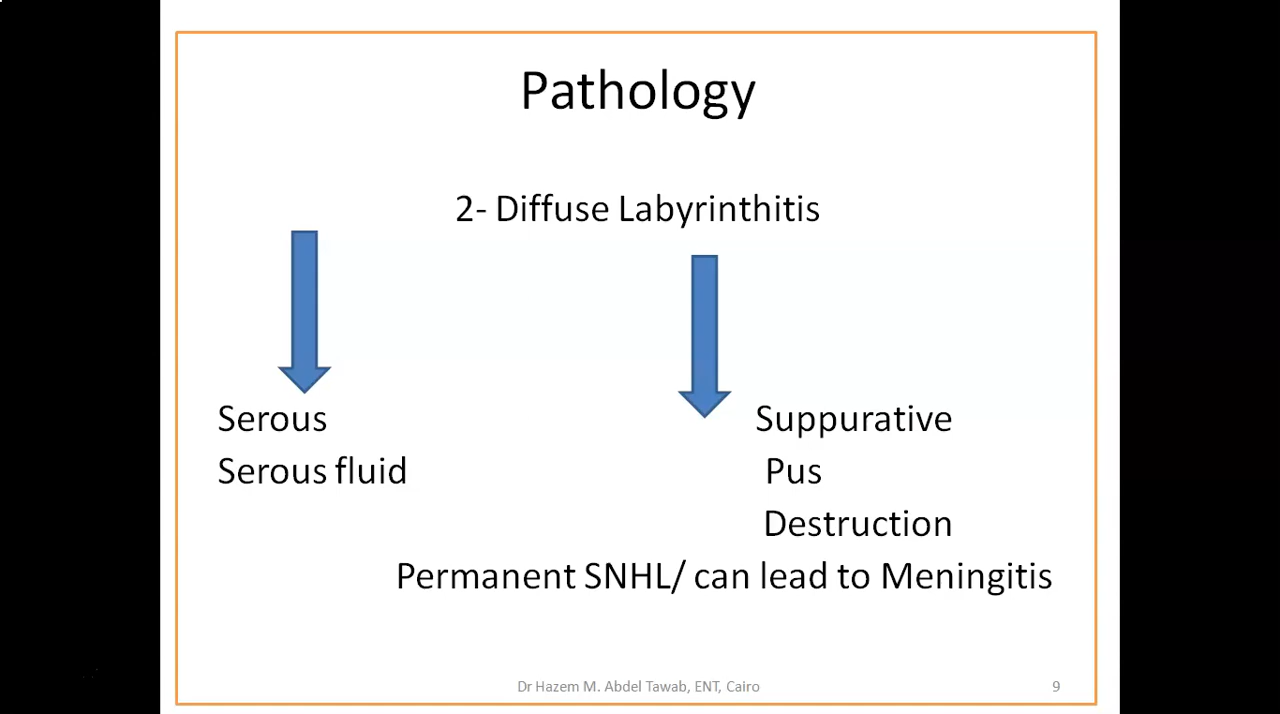 Pathology
2- Diffuse Labyrinthitis
Serous Suppurative
Serous fluid Pus
Destruction
Permanent SNHL/ can lead to Meningitis
Dr Hazem M. Abdel Tawab, ENT, Cairo 9